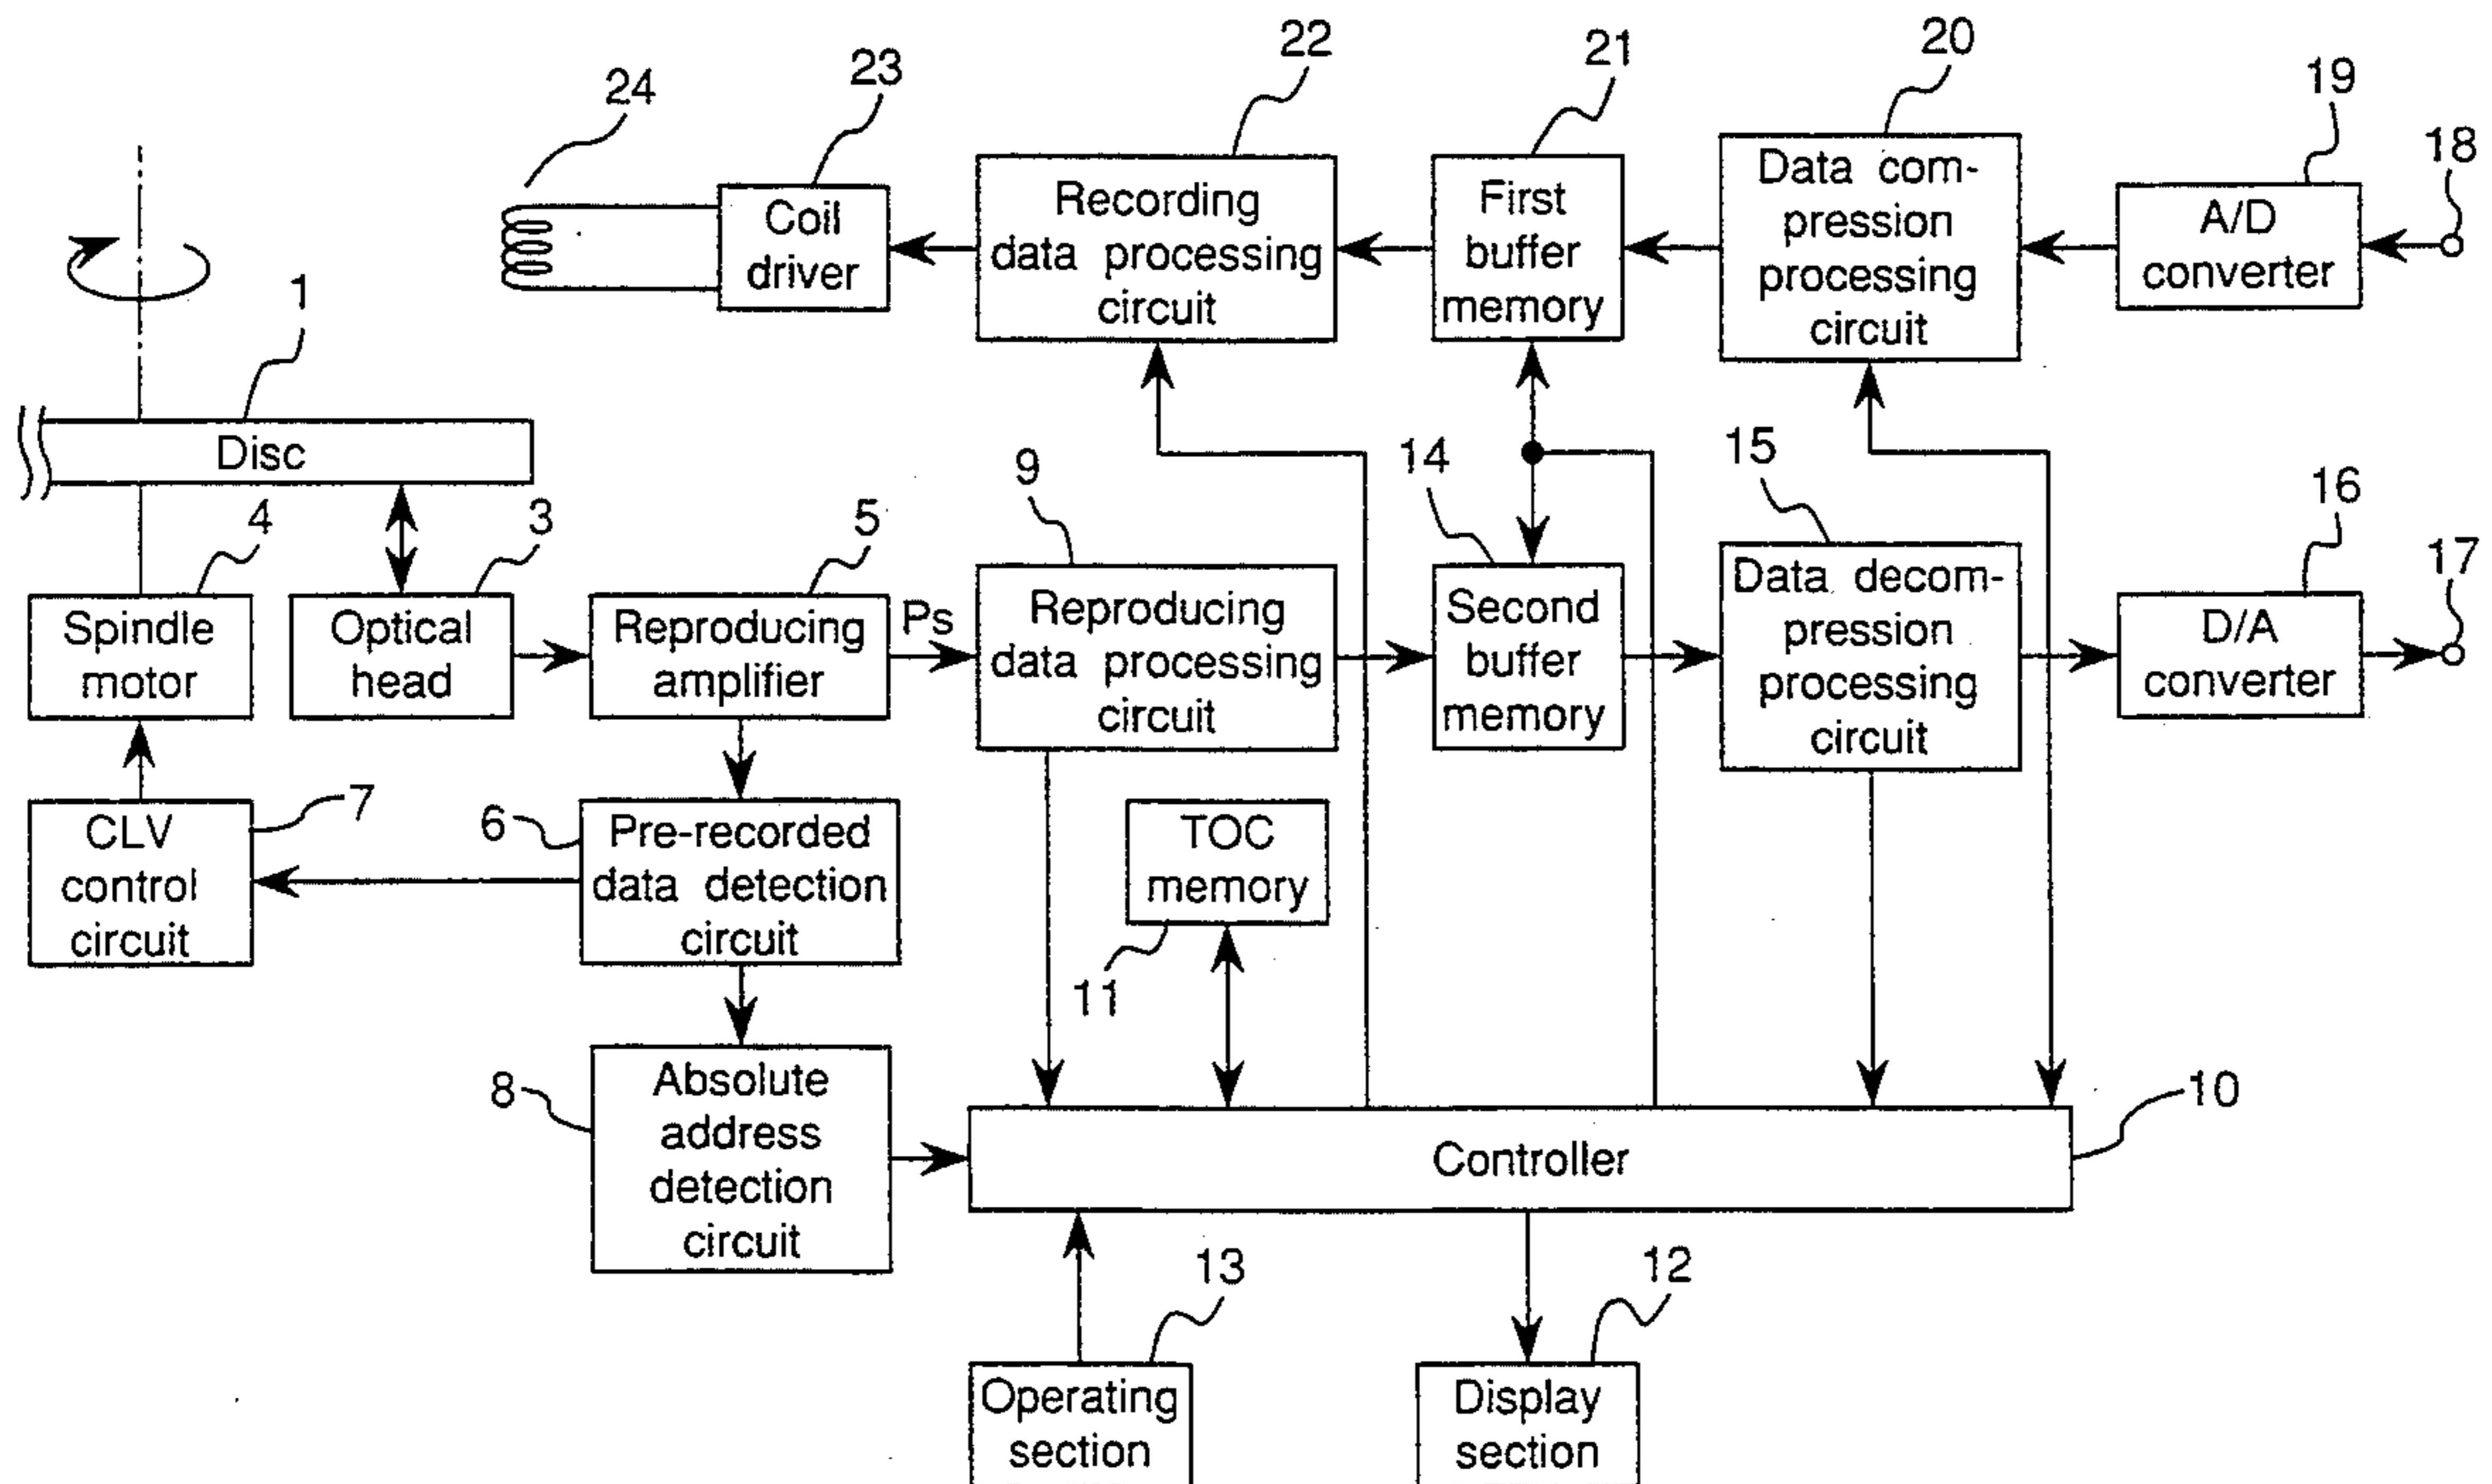 22
21
20
19
18
23
24
Coil
driver
Recording
data processing
circuit
First
buffer
memory
Data com-
pression
processing
circuit
A/D
converter
1
Disc
4
3
5
9
14
15
16
17
Spindle
motor
Optical
head
Reproducing
amplifier
Ps
Reproducing
data processing
circuit
Second
buffer
memory
Data decom-
pression
processing
circuit
D/A
converter
7
CLV
control
circuit
6
Pre-recorded
data detection
circuit
TOC
memory
11
8
Absolute
address
detection
circuit
Controller
10
13
12
Operating
section
Display
section